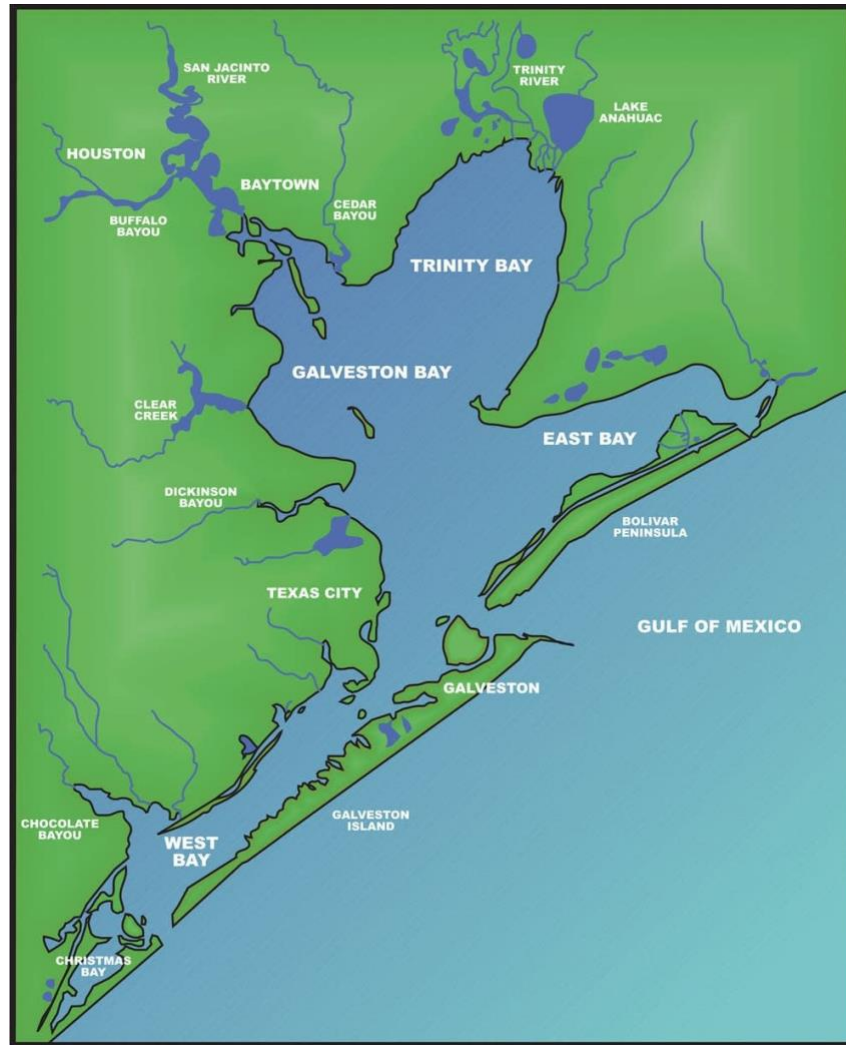 SAN JACINTO
RIVER
TRINITY
RIVER
LAKE
ANAHUAC
HOUSTON
BAYTOWN
BUFFALO
BAYOU
CEDAR
BAYOU
TRINITY BAY
GALVESTON BAY
CLEAR
CREEK
EAST BAY
DICKINSON
BAYOU
BOLIVAR
PENINSULA
TEXAS CITY
GULF OF MEXICO
GALVESTON
CHOCOLATE
BAYOU
GALVESTON
ISLAND
WEST
BAY
CHRISTMAS
BAY